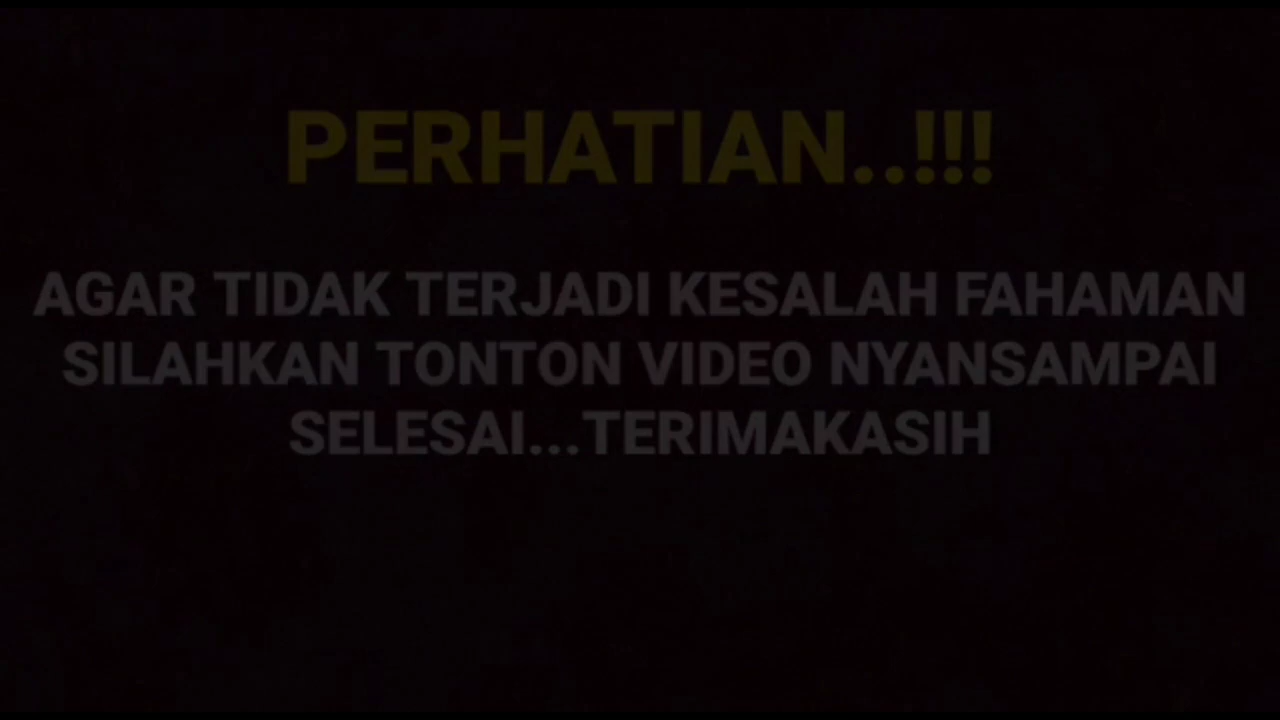 PERHATIAN..!!!
AGAR TIDAK TERJADI KESALAH FAHAMAN
SILAHKAN TONTON VIDEO NYANSAMPAI
SELESAI...TERIMAKASIH